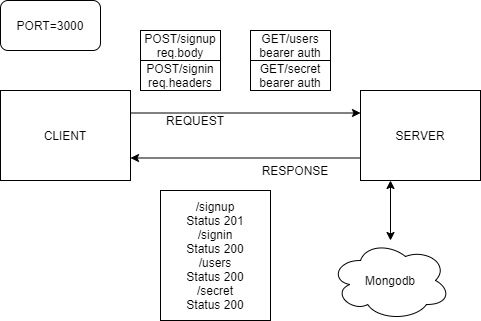 PORT=3000
POST/signup
req.body
POST/signin
req.headers
GET/users
bearer auth
GET/secret
bearer auth
CLIENT
REQUEST
SERVER
RESPONSE
/signup
Status 201
/signin
Status 200
/users
Status 200
/secret
Status 200
Mongodb